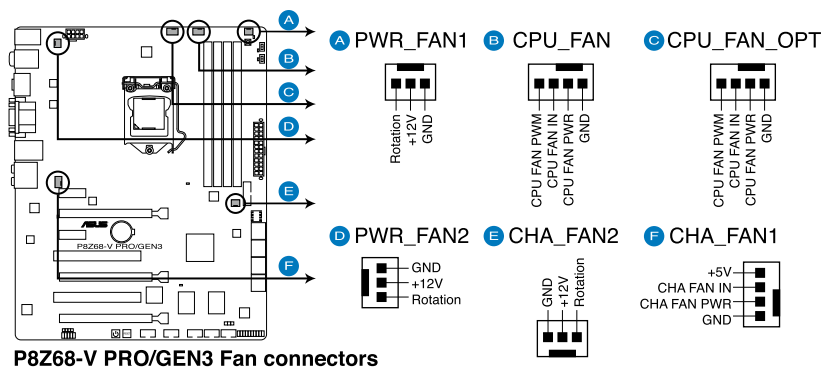 A
B
C
D
E
F
ASUS
P8Z68-V PRO/GEN3
A PWR_FAN1
Rotation
+12V
GND
B CPU_FAN
CPU FAN PWM
CPU FAN IN
CPU FAN PWR
GND
C CPU_FAN_OPT
CPU FAN PWM
CPU FAN IN
CPU FAN PWR
GND
D PWR_FAN2
GND
+12V
Rotation
E CHA_FAN2
GND
+12V
Rotation
F CHA_FAN1
+5V
CHA FAN IN
CHA FAN PWR
GND
P8Z68-V PRO/GEN3 Fan connectors